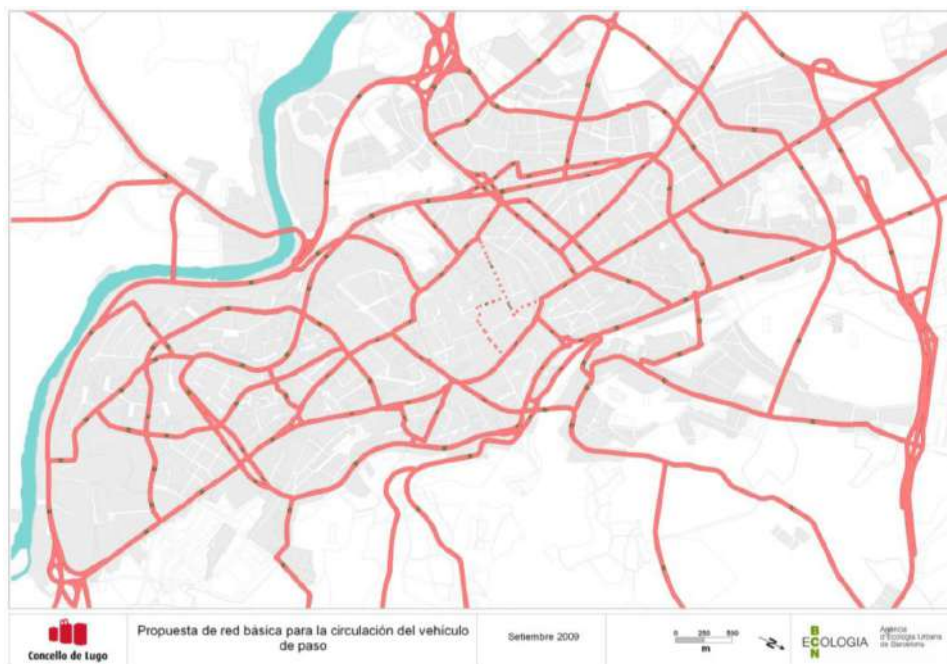 Concello de Lugo
Propuesta de red básica para la circulación del vehículo
de paso
Setiembre 2009
0 250 500
m
BCN
ECOLOGIA
Agència
d'Ecologia Urbana
de Barcelona